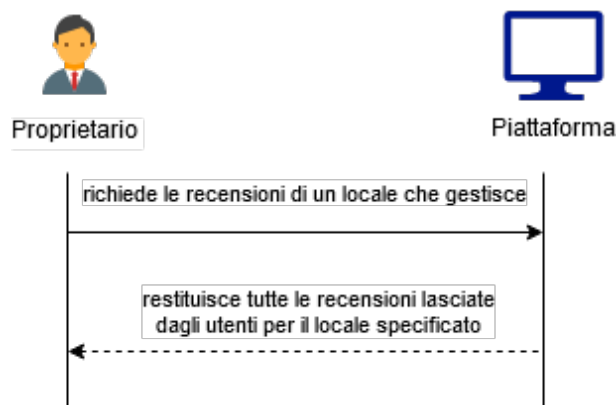 Proprietario
Piattaforma
richiede le recensioni di un locale che gestisce
restituisce tutte le recensioni lasciate
dagli utenti per il locale specificato